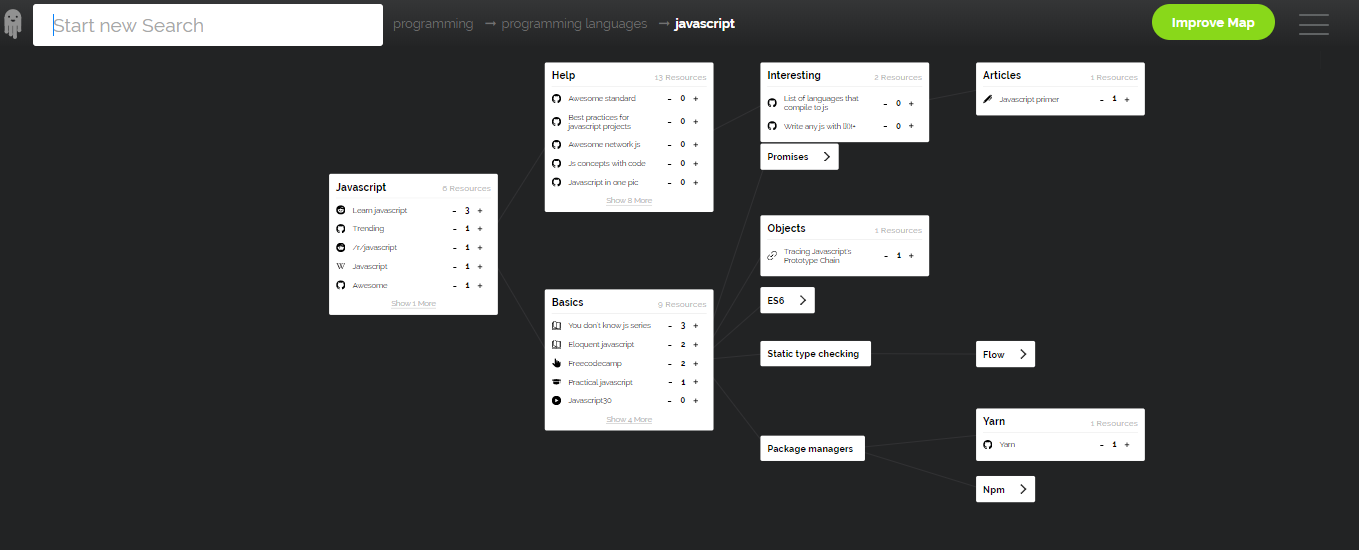 Start new Search
programming → programming languages → javascript
Improve Map
Help 13 Resources
Awesome standard - 0 +
Best practices for
javascript projects - 0 +
Awesome network js - 0 +
Js concepts with code - 0 +
Javascript in one pic - 0 +
Show 8 More
Interesting 2 Resources
List of languages that
compile to js - 0 +
Write any js with []()!+ - 0 +
Articles 1 Resources
Javascript primer - 1 +
Promises
Javascript 6 Resources
Learn javascript - 3 +
Trending - 1 +
/r/javascript - 1 +
Javascript - 1 +
Awesome - 1 +
Show 1 More
Objects 1 Resources
Tracing Javascript's
Prototype Chain - 1 +
ES6
Basics 9 Resources
You don't know js series - 3 +
Eloquent javascript - 2 +
Freecodecamp - 2 +
Practical javascript - 1 +
Javascript30 - 0 +
Show 4 More
Static type checking
Flow
Package managers
Yarn 1 Resources
Yarn - 1 +
Npm